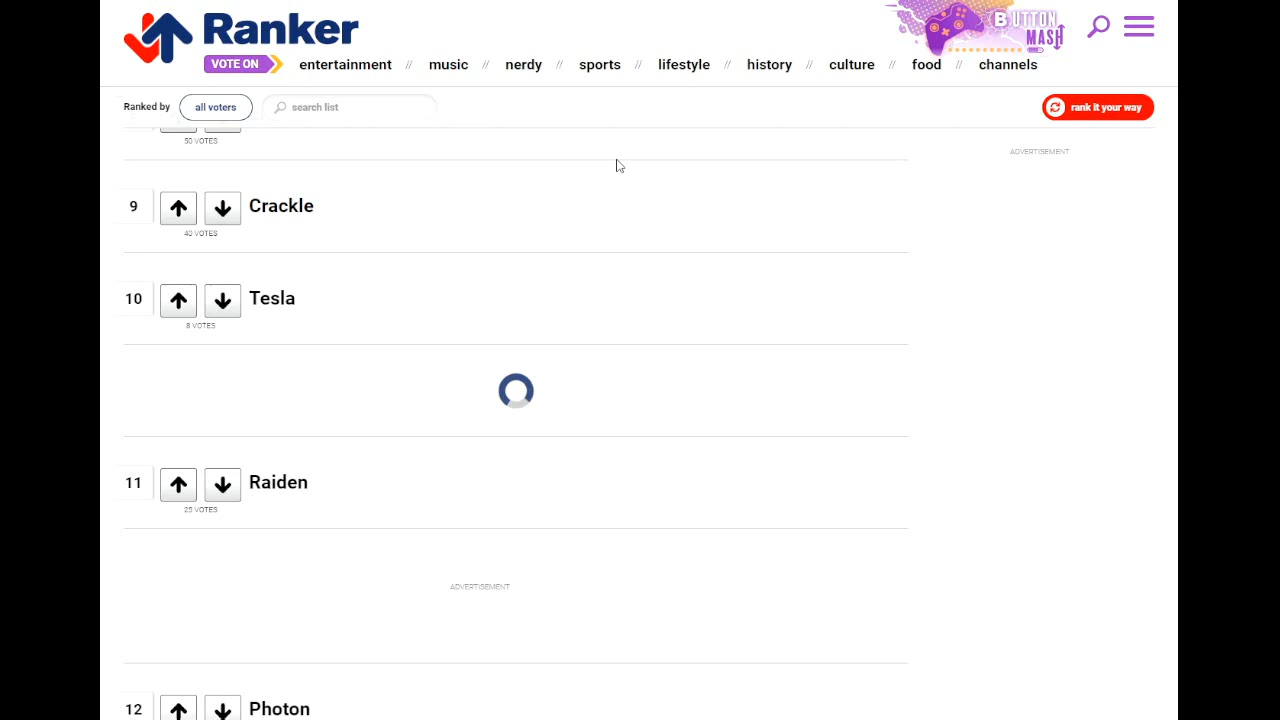 Ranker
BUTTON
MASH
VOTE ON
entertainment // music // nerdy // sports // lifestyle // history // culture // food // channels
Ranked by
all voters
search list
rank it your way
50 VOTES
ADVERTISEMENT
9
Crackle
40 VOTES
10
Tesla
8 VOTES
11
Raiden
25 VOTES
ADVERTISEMENT
12
Photon